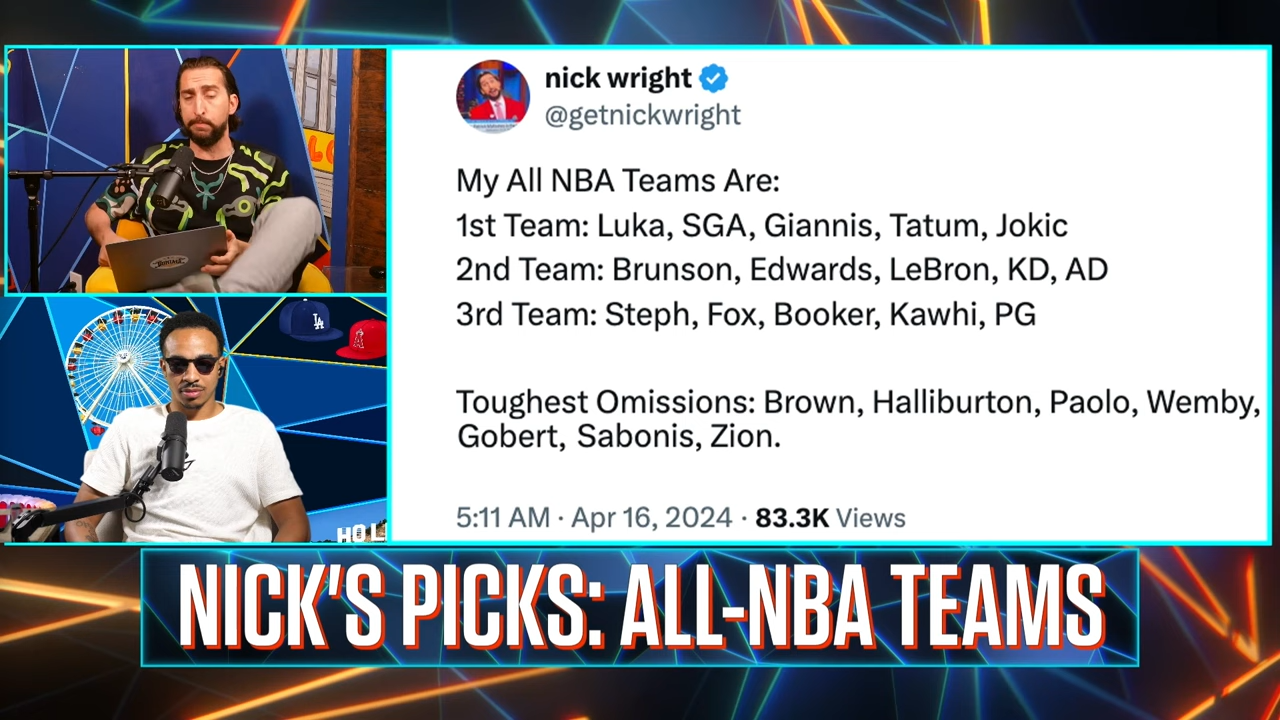 nick wright
@getnickwright
My All NBA Teams Are:
1st Team: Luka, SGA, Giannis, Tatum, Jokic
2nd Team: Brunson, Edwards, LeBron, KD, AD
3rd Team: Steph, Fox, Booker, Kawhi, PG
Toughest Omissions: Brown, Halliburton, Paolo, Wemby,
Gobert, Sabonis, Zion.
5:11 AM · Apr 16, 2024 · 83.3K Views
LA
A
HOL
NICK'S PICKS: ALL-NBA TEAMS